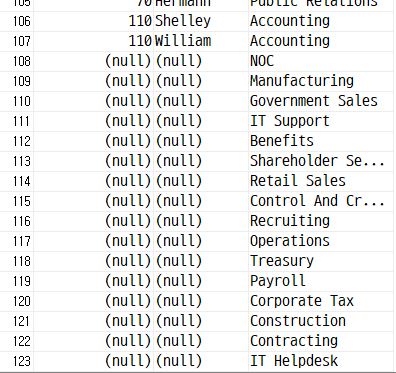 105 70 Hermann Public Relations
106 110 Shelley Accounting
107 110 William Accounting
108 (null) (null) NOC
109 (null) (null) Manufacturing
110 (null) (null) Government Sales
111 (null) (null) IT Support
112 (null) (null) Benefits
113 (null) (null) Shareholder Se...
114 (null) (null) Retail Sales
115 (null) (null) Control And Cr...
116 (null) (null) Recruiting
117 (null) (null) Operations
118 (null) (null) Treasury
119 (null) (null) Payroll
120 (null) (null) Corporate Tax
121 (null) (null) Construction
122 (null) (null) Contracting
123 (null) (null) IT Helpdesk